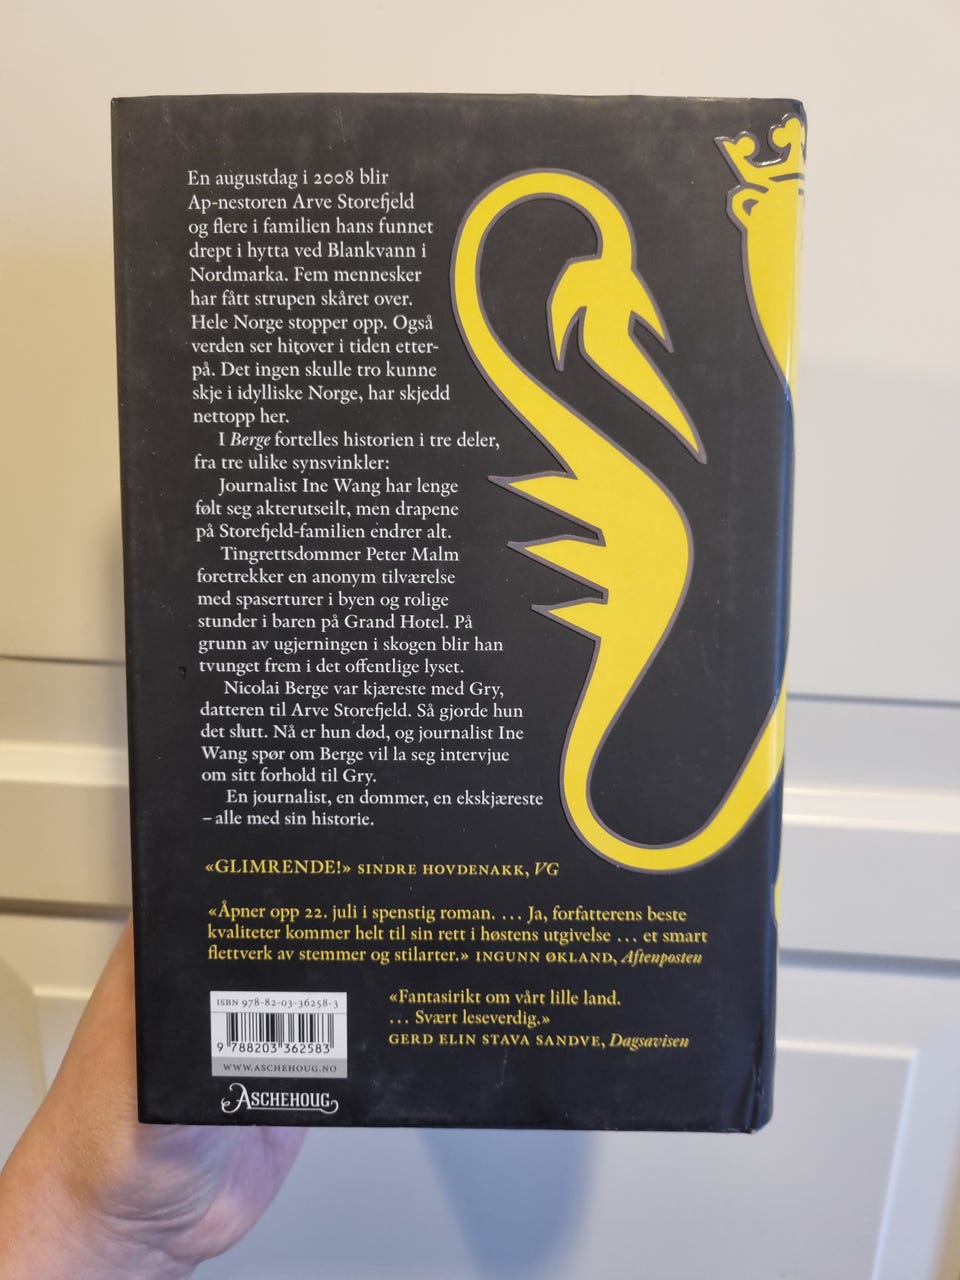 En augustdag i 2008 blir
Ap-nestoren Arve Storefjeld
og flere i familien hans funnet
drept i hytta ved Blankvann i
Nordmarka. Fem mennesker
har fått strupen skåret over.
Hele Norge stopper opp. Også
verden ser hitover i tiden etter-
på. Det ingen skulle tro kunne
skje i idylliske Norge, har skjedd
nettopp her.
I Berge fortelles historien i tre deler,
fra tre ulike synsvinkler:
Journalist Ine Wang har lenge
følt seg akterutseilt, men drapene
på Storefjeld-familien endrer alt.
Tingrettsdommer Peter Malm
foretrekker en anonym tilværelse
med spaserturer i byen og rolige
stunder i baren på Grand Hotel. På
grunn av ugjerningen i skogen blir han
tvunget frem i det offentlige lyset.
Nicolai Berge var kjæreste med Gry,
datteren til Arve Storefjeld. Så gjorde hun
det slutt. Nå er hun død, og journalist Ine
Wang spør om Berge vil la seg intervjue
om sitt forhold til Gry.
En journalist, en dommer, en ekskjæreste
– alle med sin historie.
«GLIMRENDE!» SINDRE HOVDENAKK, VG
«Åpner opp 22. juli i spenstig roman. ... Ja, forfatterens beste
kvaliteter kommer helt til sin rett i høstens utgivelse ... et smart
flettverk av stemmer og stilarter.» INGUNN ØKLAND, Aftenposten
«Fantasirikt om vårt lille land.
... Svært leseverdig.»
GERD ELIN STAVA SANDVE, Dagsavisen
ISBN 978-82-03-36258-3
9 788203 362583
WWW.ASCHEHOUG.NO
ASCHEHOUG